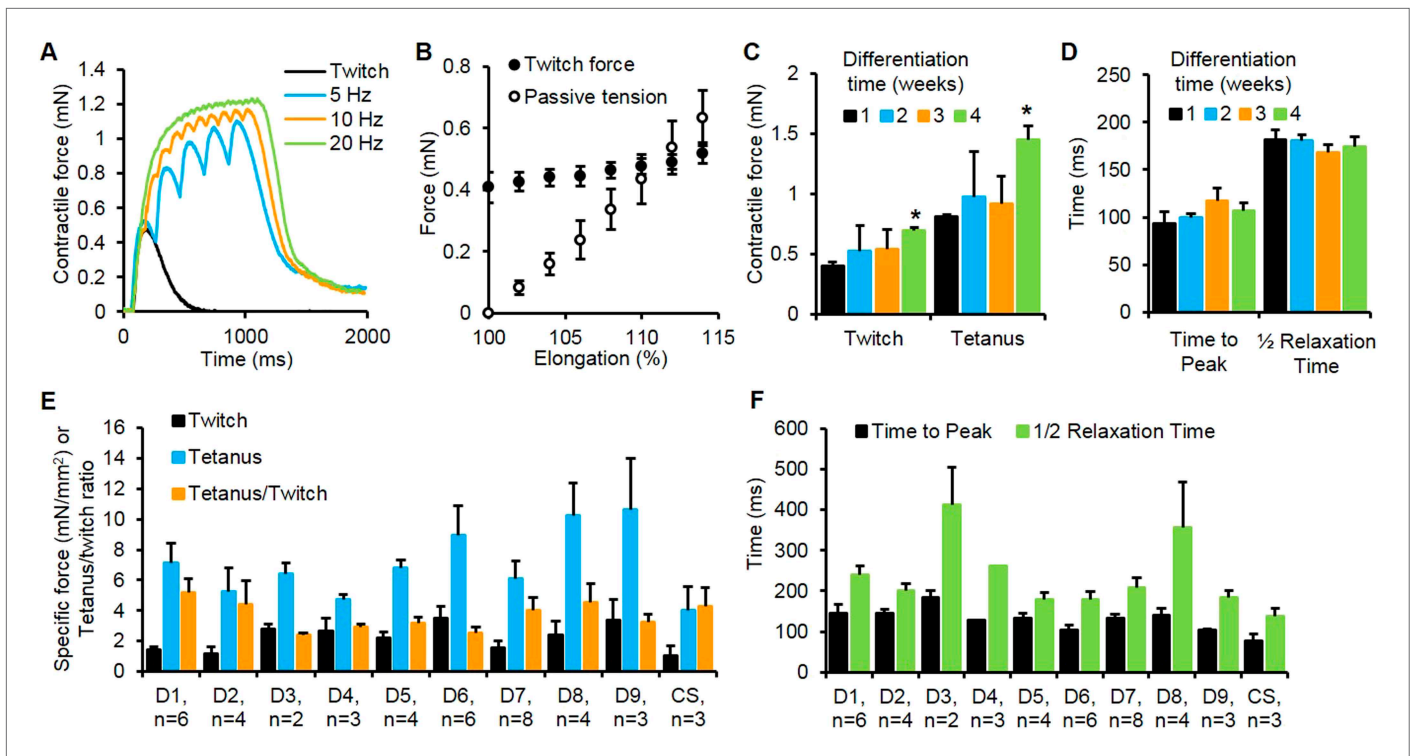 A
Contractile force (mN)
1.4
1.2
1
0.8
0.6
0.4
0.2
0
0
1000
2000
Time (ms)
Twitch
5 Hz
10 Hz
20 Hz
B
Force (mN)
0.8
0.6
0.4
0.2
0.0
100
105
110
115
Elongation (%)
Twitch force
Passive tension
C
Differentiation
time (weeks)
1 2 3 4
Contractile force (mN)
2
1.5
1
0.5
0
*
*
Twitch
Tetanus
D
Differentiation
time (weeks)
1 2 3 4
Time (ms)
250
200
150
100
50
0
Time to
Peak
½ Relaxation
Time
E
Specific force (mN/mm²) or
Tetanus/twitch ratio
16
14
12
10
8
6
4
2
0
Twitch
Tetanus
Tetanus/Twitch
D1, D2, D3, D4, D5, D6, D7, D8, D9, CS,
n=6 n=4 n=2 n=3 n=4 n=6 n=8 n=4 n=3 n=3
F
Time (ms)
600
500
400
300
200
100
0
Time to Peak
1/2 Relaxation Time
D1, D2, D3, D4, D5, D6, D7, D8, D9, CS,
n=6 n=4 n=2 n=3 n=4 n=6 n=8 n=4 n=3 n=3